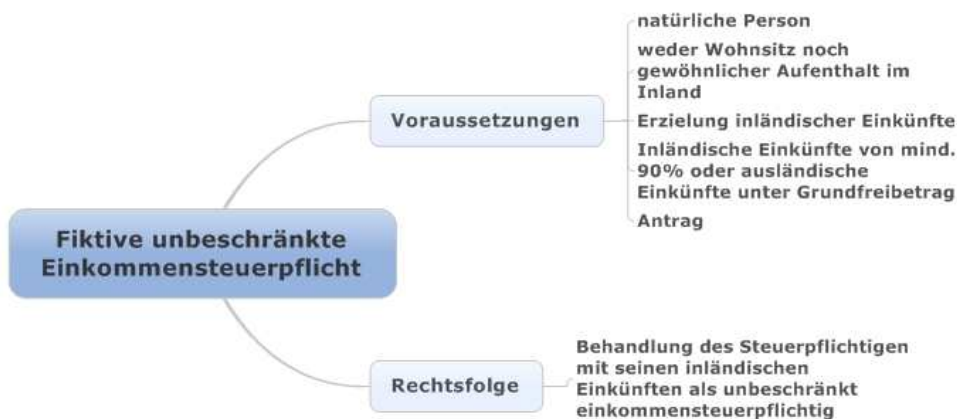 natürliche Person
weder Wohnsitz noch
gewöhnlicher Aufenthalt im
Inland
Voraussetzungen
Erzielung inländischer Einkünfte
Inländische Einkünfte von mind.
90% oder ausländische
Einkünfte unter Grundfreibetrag
Antrag
Fiktive unbeschränkte
Einkommensteuerpflicht
Rechtsfolge
Behandlung des Steuerpflichtigen
mit seinen inländischen
Einkünften als unbeschränkt
einkommensteuerpflichtig